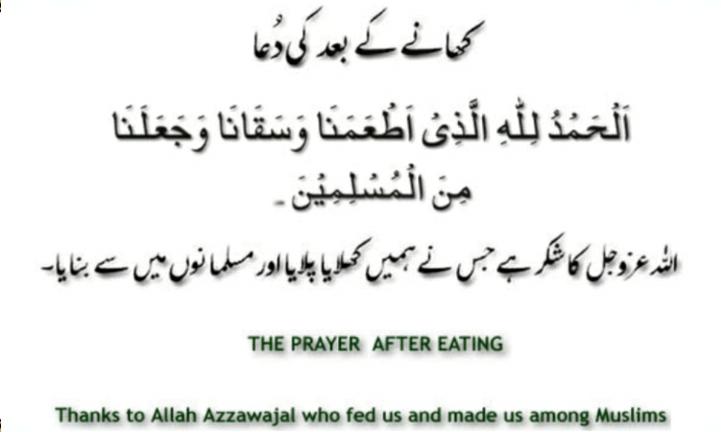 کھانے کے بعد کی دُعا
اَلْحَمْدُ لِلّٰهِ الَّذِیْ اَطْعَمَنَا وَسَقَانَا وَجَعَلَنَا
مِنَ الْمُسْلِمِیْنَ۔
اللہ عزوجل کا شکر ہے جس نے ہمیں کھلایا پلایا اور مسلمانوں میں سے بنایا۔
THE PRAYER AFTER EATING
Thanks to Allah Azzawajal who fed us and made us among Muslims